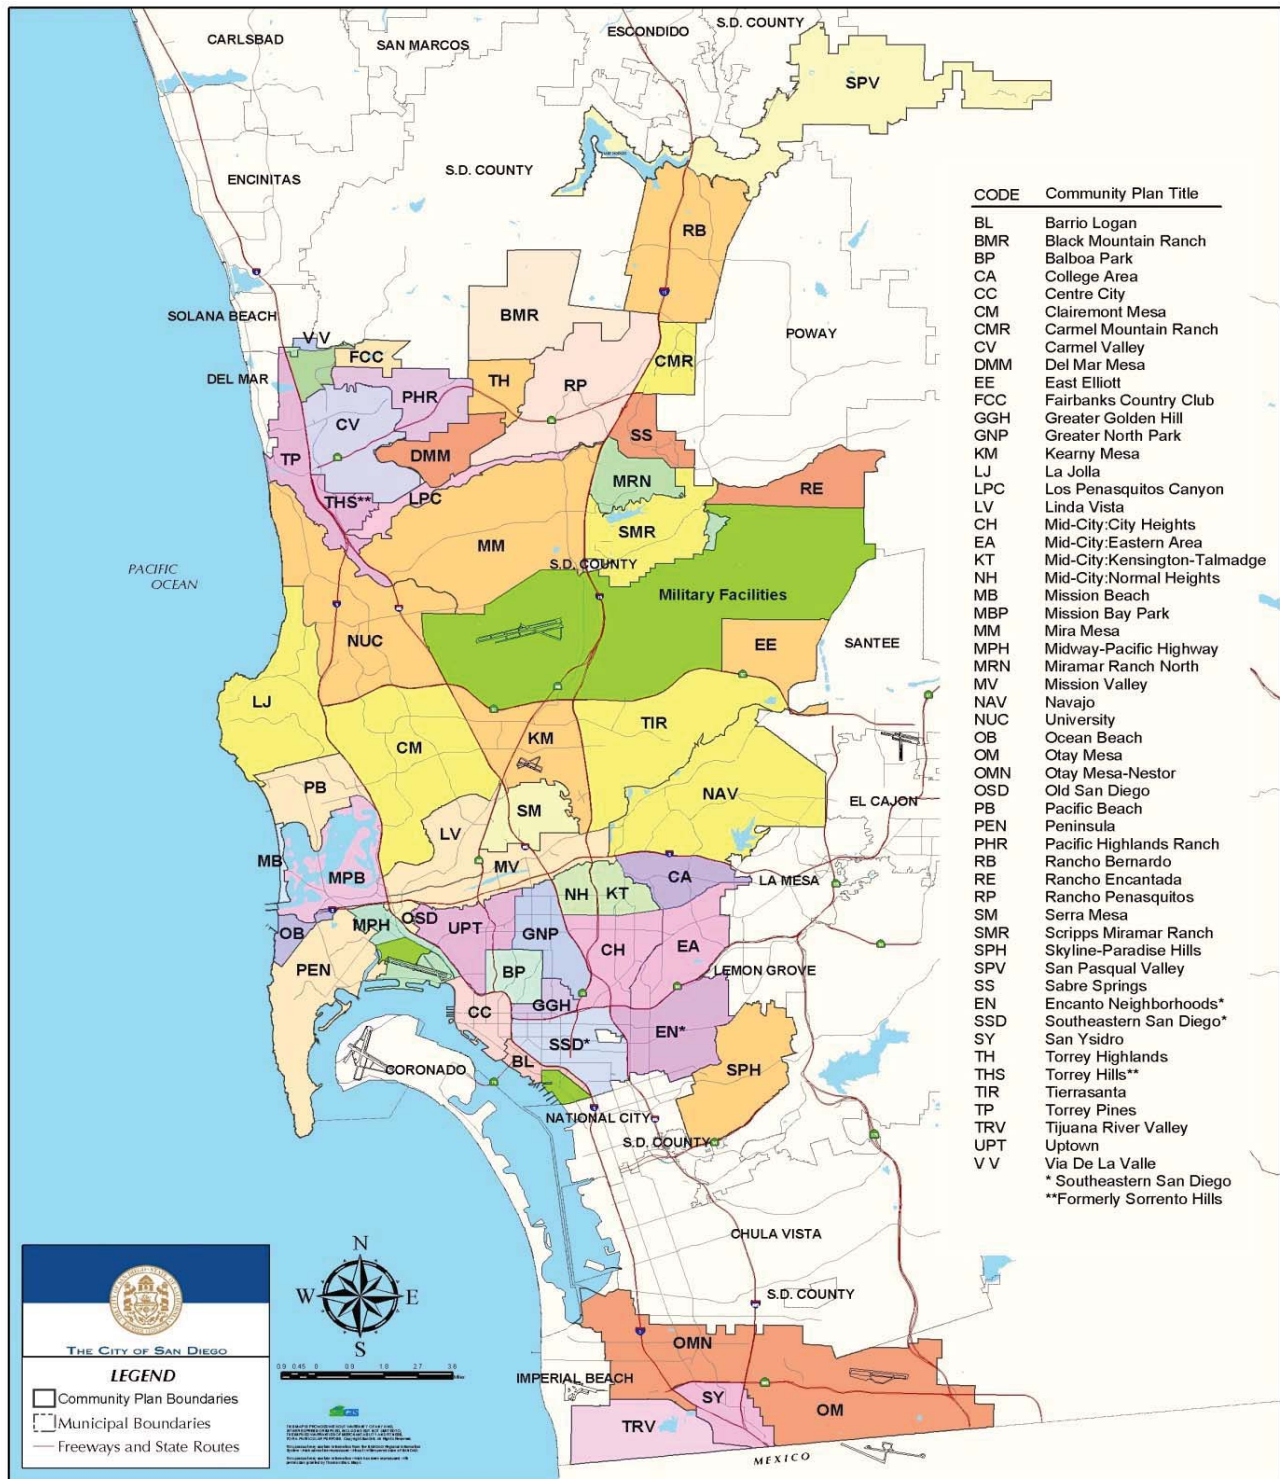 CARLSBAD
SAN MARCOS
ESCONDIDO
S.D. COUNTY
SPV
S.D. COUNTY
ENCINITAS
RB
SOLANA BEACH
BMR
V V
FCC
POWAY
DEL MAR
PHR
TH
RP
CMR
CV
SS
TP
DMM
MRN
RE
THS**
LPC
SMR
MM
S.D. COUNTY
PACIFIC
OCEAN
Military Facilities
NUC
EE
SANTEE
LJ
TIR
CM
KM
PB
NAV
EL CAJON
SM
LV
MB
MPB
MV
CA
LA MESA
NH
KT
OSD
MPH
UPT
OB
GNP
CH
EA
PEN
BP
LEMON GROVE
GGH
CC
EN*
SSD*
BL
SPH
CORONADO
NATIONAL CITY
S.D. COUNTY
CHULA VISTA
S.D. COUNTY
OMN
IMPERIAL BEACH
SY
OM
TRV
MEXICO
CODE Community Plan Title
BL Barrio Logan
BMR Black Mountain Ranch
BP Balboa Park
CA College Area
CC Centre City
CM Clairemont Mesa
CMR Carmel Mountain Ranch
CV Carmel Valley
DMM Del Mar Mesa
EE East Elliott
FCC Fairbanks Country Club
GGH Greater Golden Hill
GNP Greater North Park
KM Kearny Mesa
LJ La Jolla
LPC Los Penasquitos Canyon
LV Linda Vista
CH Mid-City:City Heights
EA Mid-City:Eastern Area
KT Mid-City:Kensington-Talmadge
NH Mid-City:Normal Heights
MB Mission Beach
MBP Mission Bay Park
MM Mira Mesa
MPH Midway-Pacific Highway
MRN Miramar Ranch North
MV Mission Valley
NAV Navajo
NUC University
OB Ocean Beach
OM Otay Mesa
OMN Otay Mesa-Nestor
OSD Old San Diego
PB Pacific Beach
PEN Peninsula
PHR Pacific Highlands Ranch
RB Rancho Bernardo
RE Rancho Encantada
RP Rancho Penasquitos
SM Serra Mesa
SMR Scripps Miramar Ranch
SPH Skyline-Paradise Hills
SPV San Pasqual Valley
SS Sabre Springs
EN Encanto Neighborhoods*
SSD Southeastern San Diego*
SY San Ysidro
TH Torrey Highlands
THS Torrey Hills**
TIR Tierrasanta
TP Torrey Pines
TRV Tijuana River Valley
UPT Uptown
V V Via De La Valle
* Southeastern San Diego
**Formerly Sorrento Hills
THE CITY OF SAN DIEGO
LEGEND
Community Plan Boundaries
Municipal Boundaries
Freeways and State Routes
N
W E
S
0.9 0.45 0 0.9 1.8 2.7 3.6